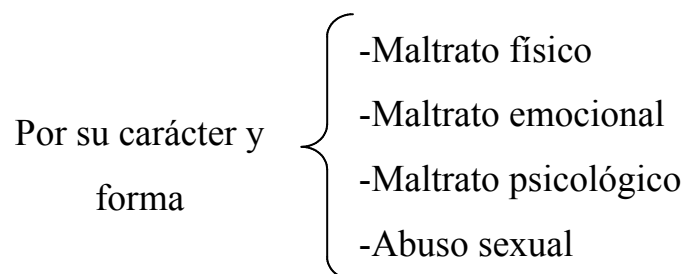 Por su carácter y
forma
-Maltrato físico
-Maltrato emocional
-Maltrato psicológico
-Abuso sexual